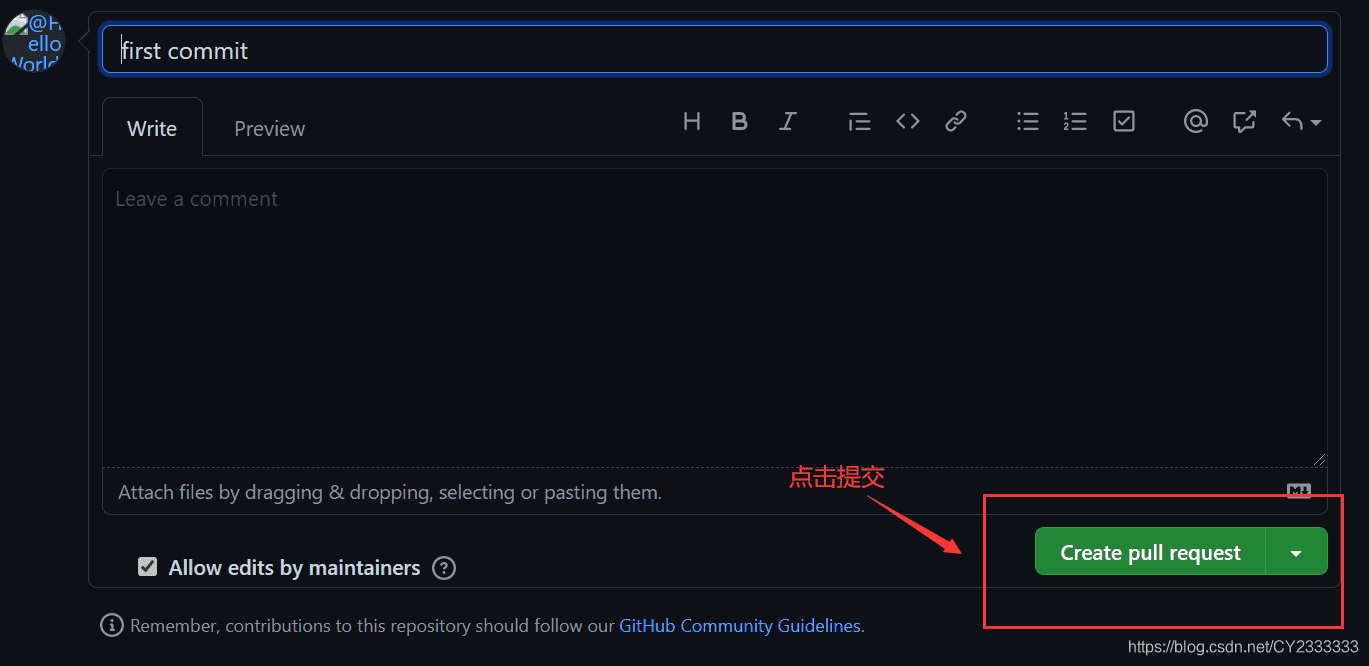 @H
ello
World
first commit
Write
Preview
Leave a comment
点击提交
Attach files by dragging & dropping, selecting or pasting them.
Create pull request
Allow edits by maintainers
Remember, contributions to this repository should follow our GitHub Community Guidelines.
https://blog.csdn.net/CY2333333